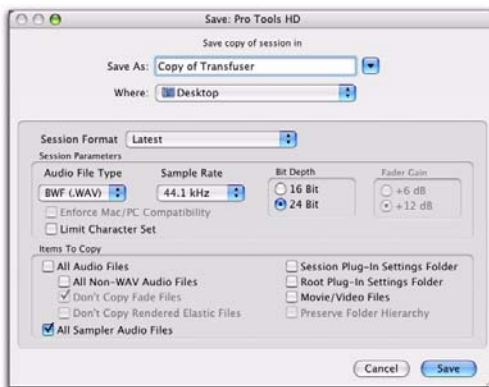 Save: Pro Tools HD
Save copy of session in
Save As: Copy of Transfuser
Where: Desktop
Session Format Latest
Session Parameters
Audio File Type Sample Rate Bit Depth Fader Gain
BWF (.WAV) 44.1 kHz 16 Bit +6 dB
24 Bit +12 dB
Enforce Mac/PC Compatibility
Limit Character Set
Items To Copy
All Audio Files Session Plug-In Settings Folder
All Non-WAV Audio Files Root Plug-In Settings Folder
Don't Copy Fade Files Movie/Video Files
Don't Copy Rendered Elastic Files Preserve Folder Hierarchy
All Sampler Audio Files
Cancel Save